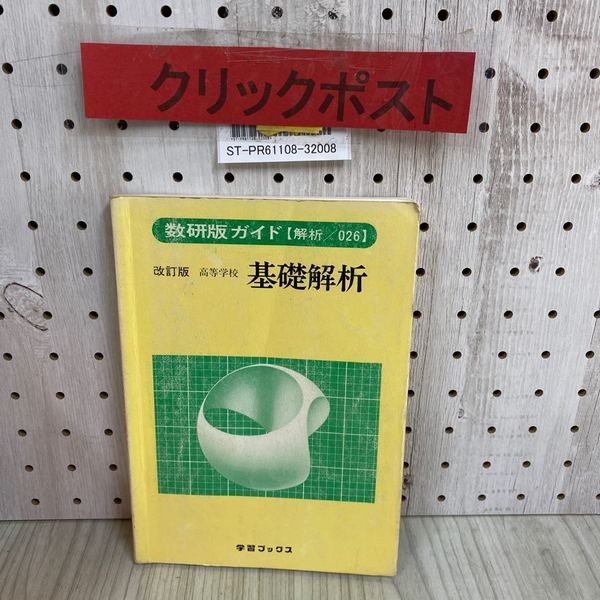 クリックポスト
ST-PR61108-32008
数研版 ガイド【解析／026】
改訂版 高等学校 基礎解析
学習ブックス